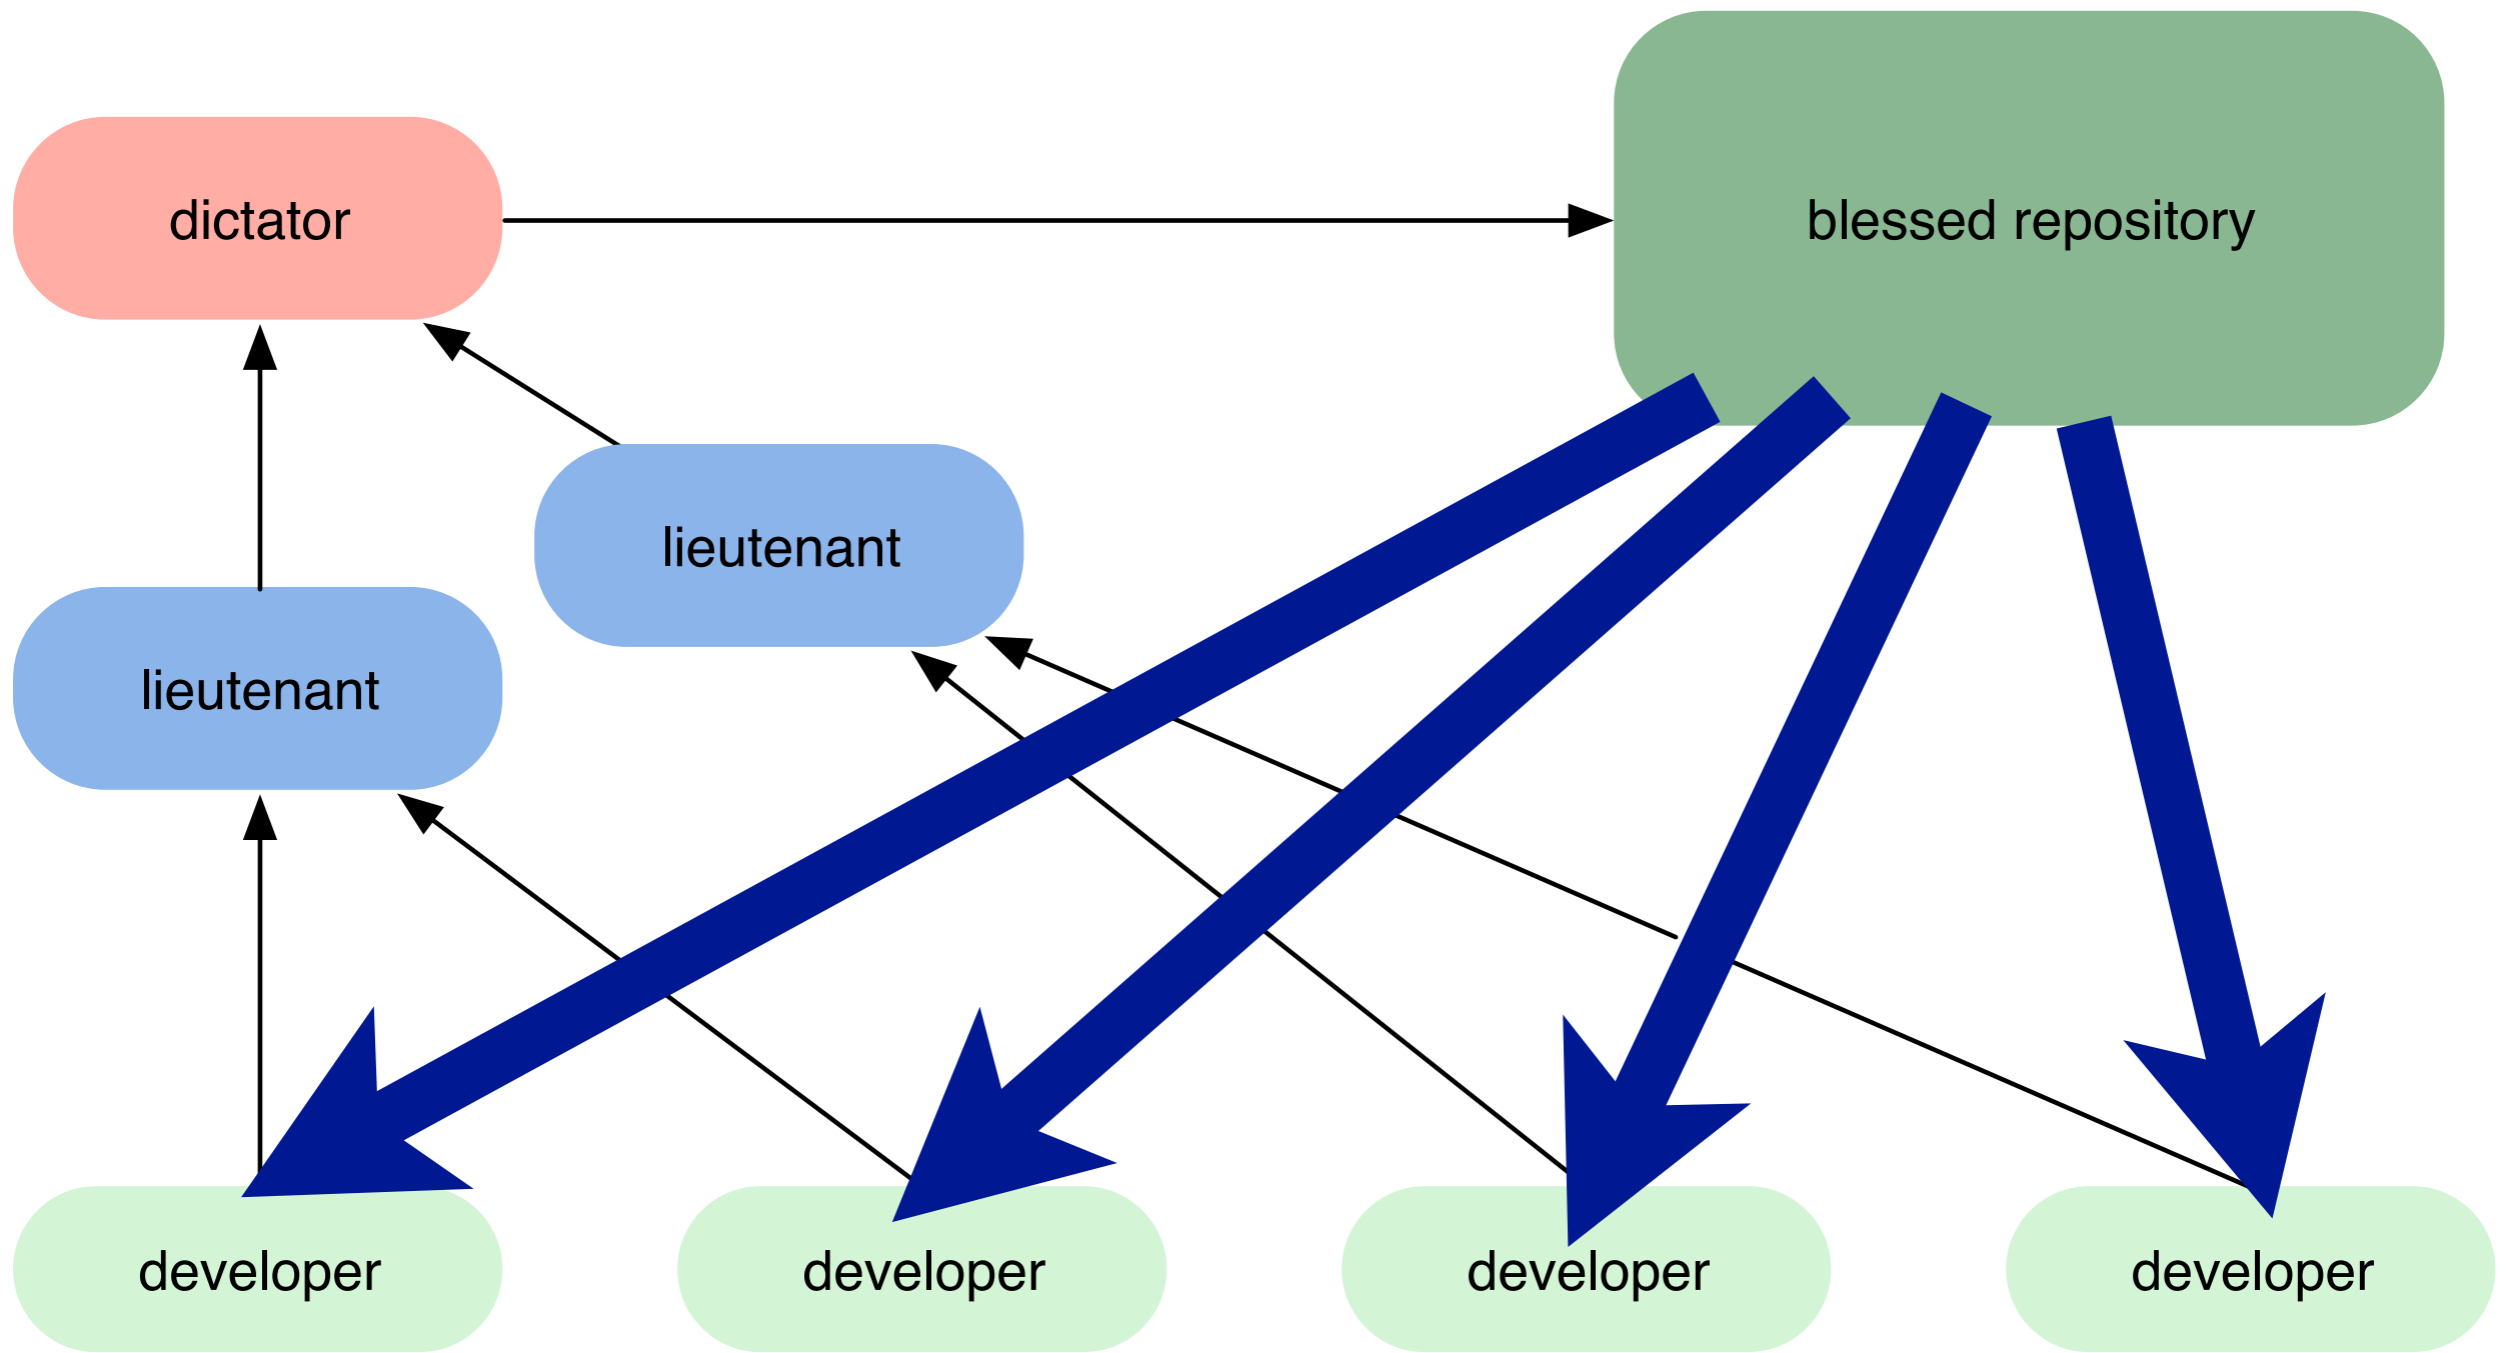 dictator
blessed repository
lieutenant
lieutenant
developer
developer
developer
developer